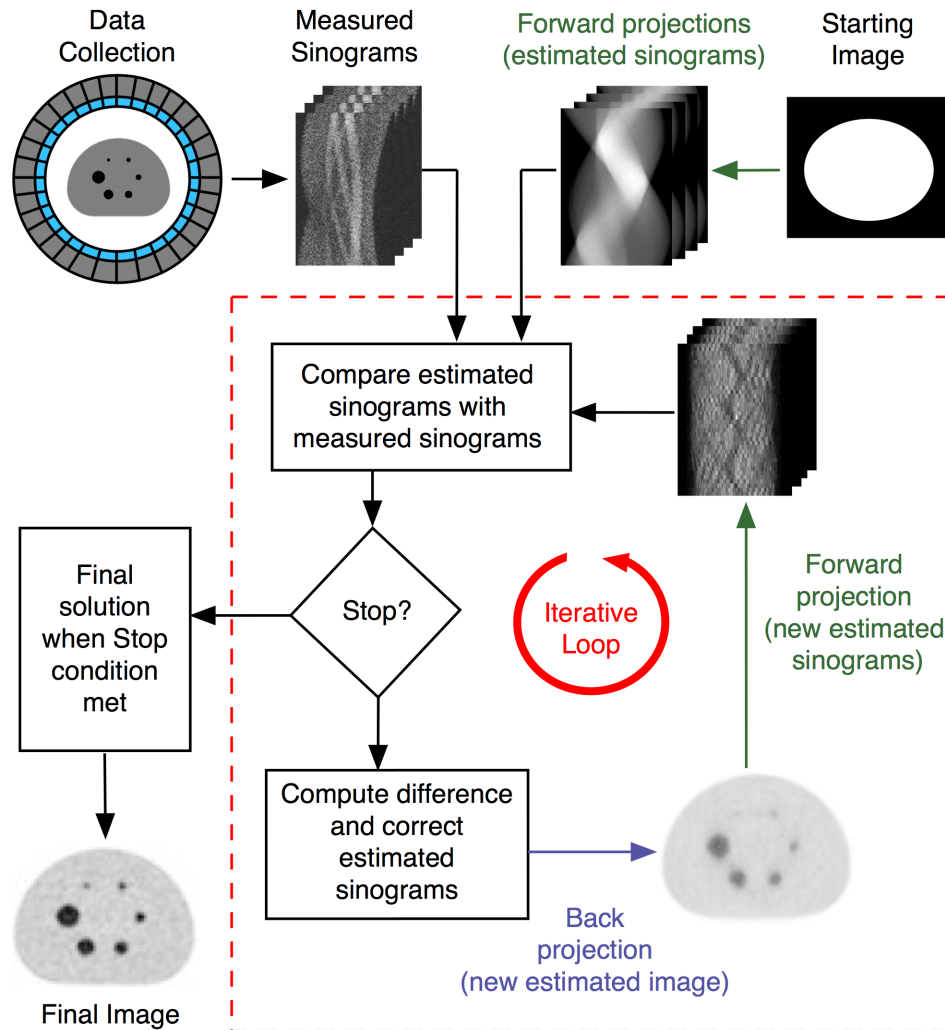 Data
Collection
Measured
Sinograms
Forward projections
(estimated sinograms)
Starting
Image
Compare estimated
sinograms with
measured sinograms
Final
solution
when Stop
condition
met
Stop?
Iterative
Loop
Forward
projection
(new estimated
sinograms)
Compute difference
and correct
estimated
sinograms
Back
projection
(new estimated image)
Final Image